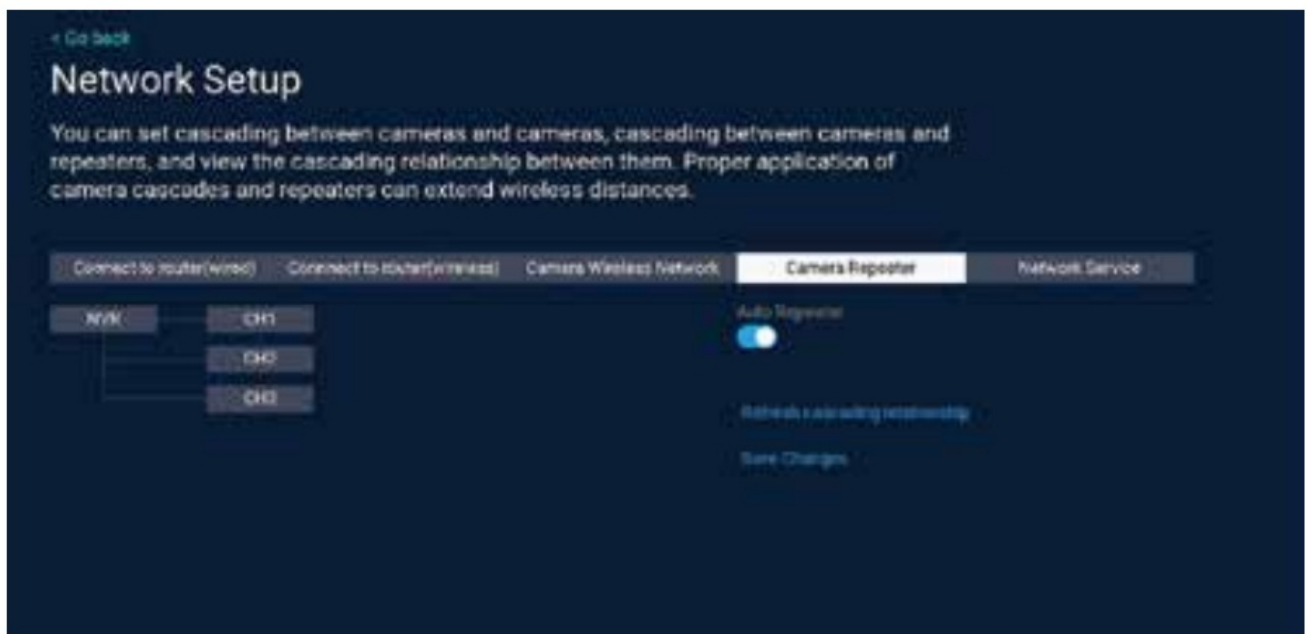 < Go back
Network Setup
You can set cascading between cameras and cameras, cascading between cameras and
repeaters, and view the cascading relationship between them. Proper application of
camera cascades and repeaters can extend wireless distances.
Connect to router(wired) Connnect to router(wireless) Camera Wireless Network Camera Repeater Network Service
NVR CH1 Auto Repeater
CH2
CH3
Refresh cascading relationship
Save Changes